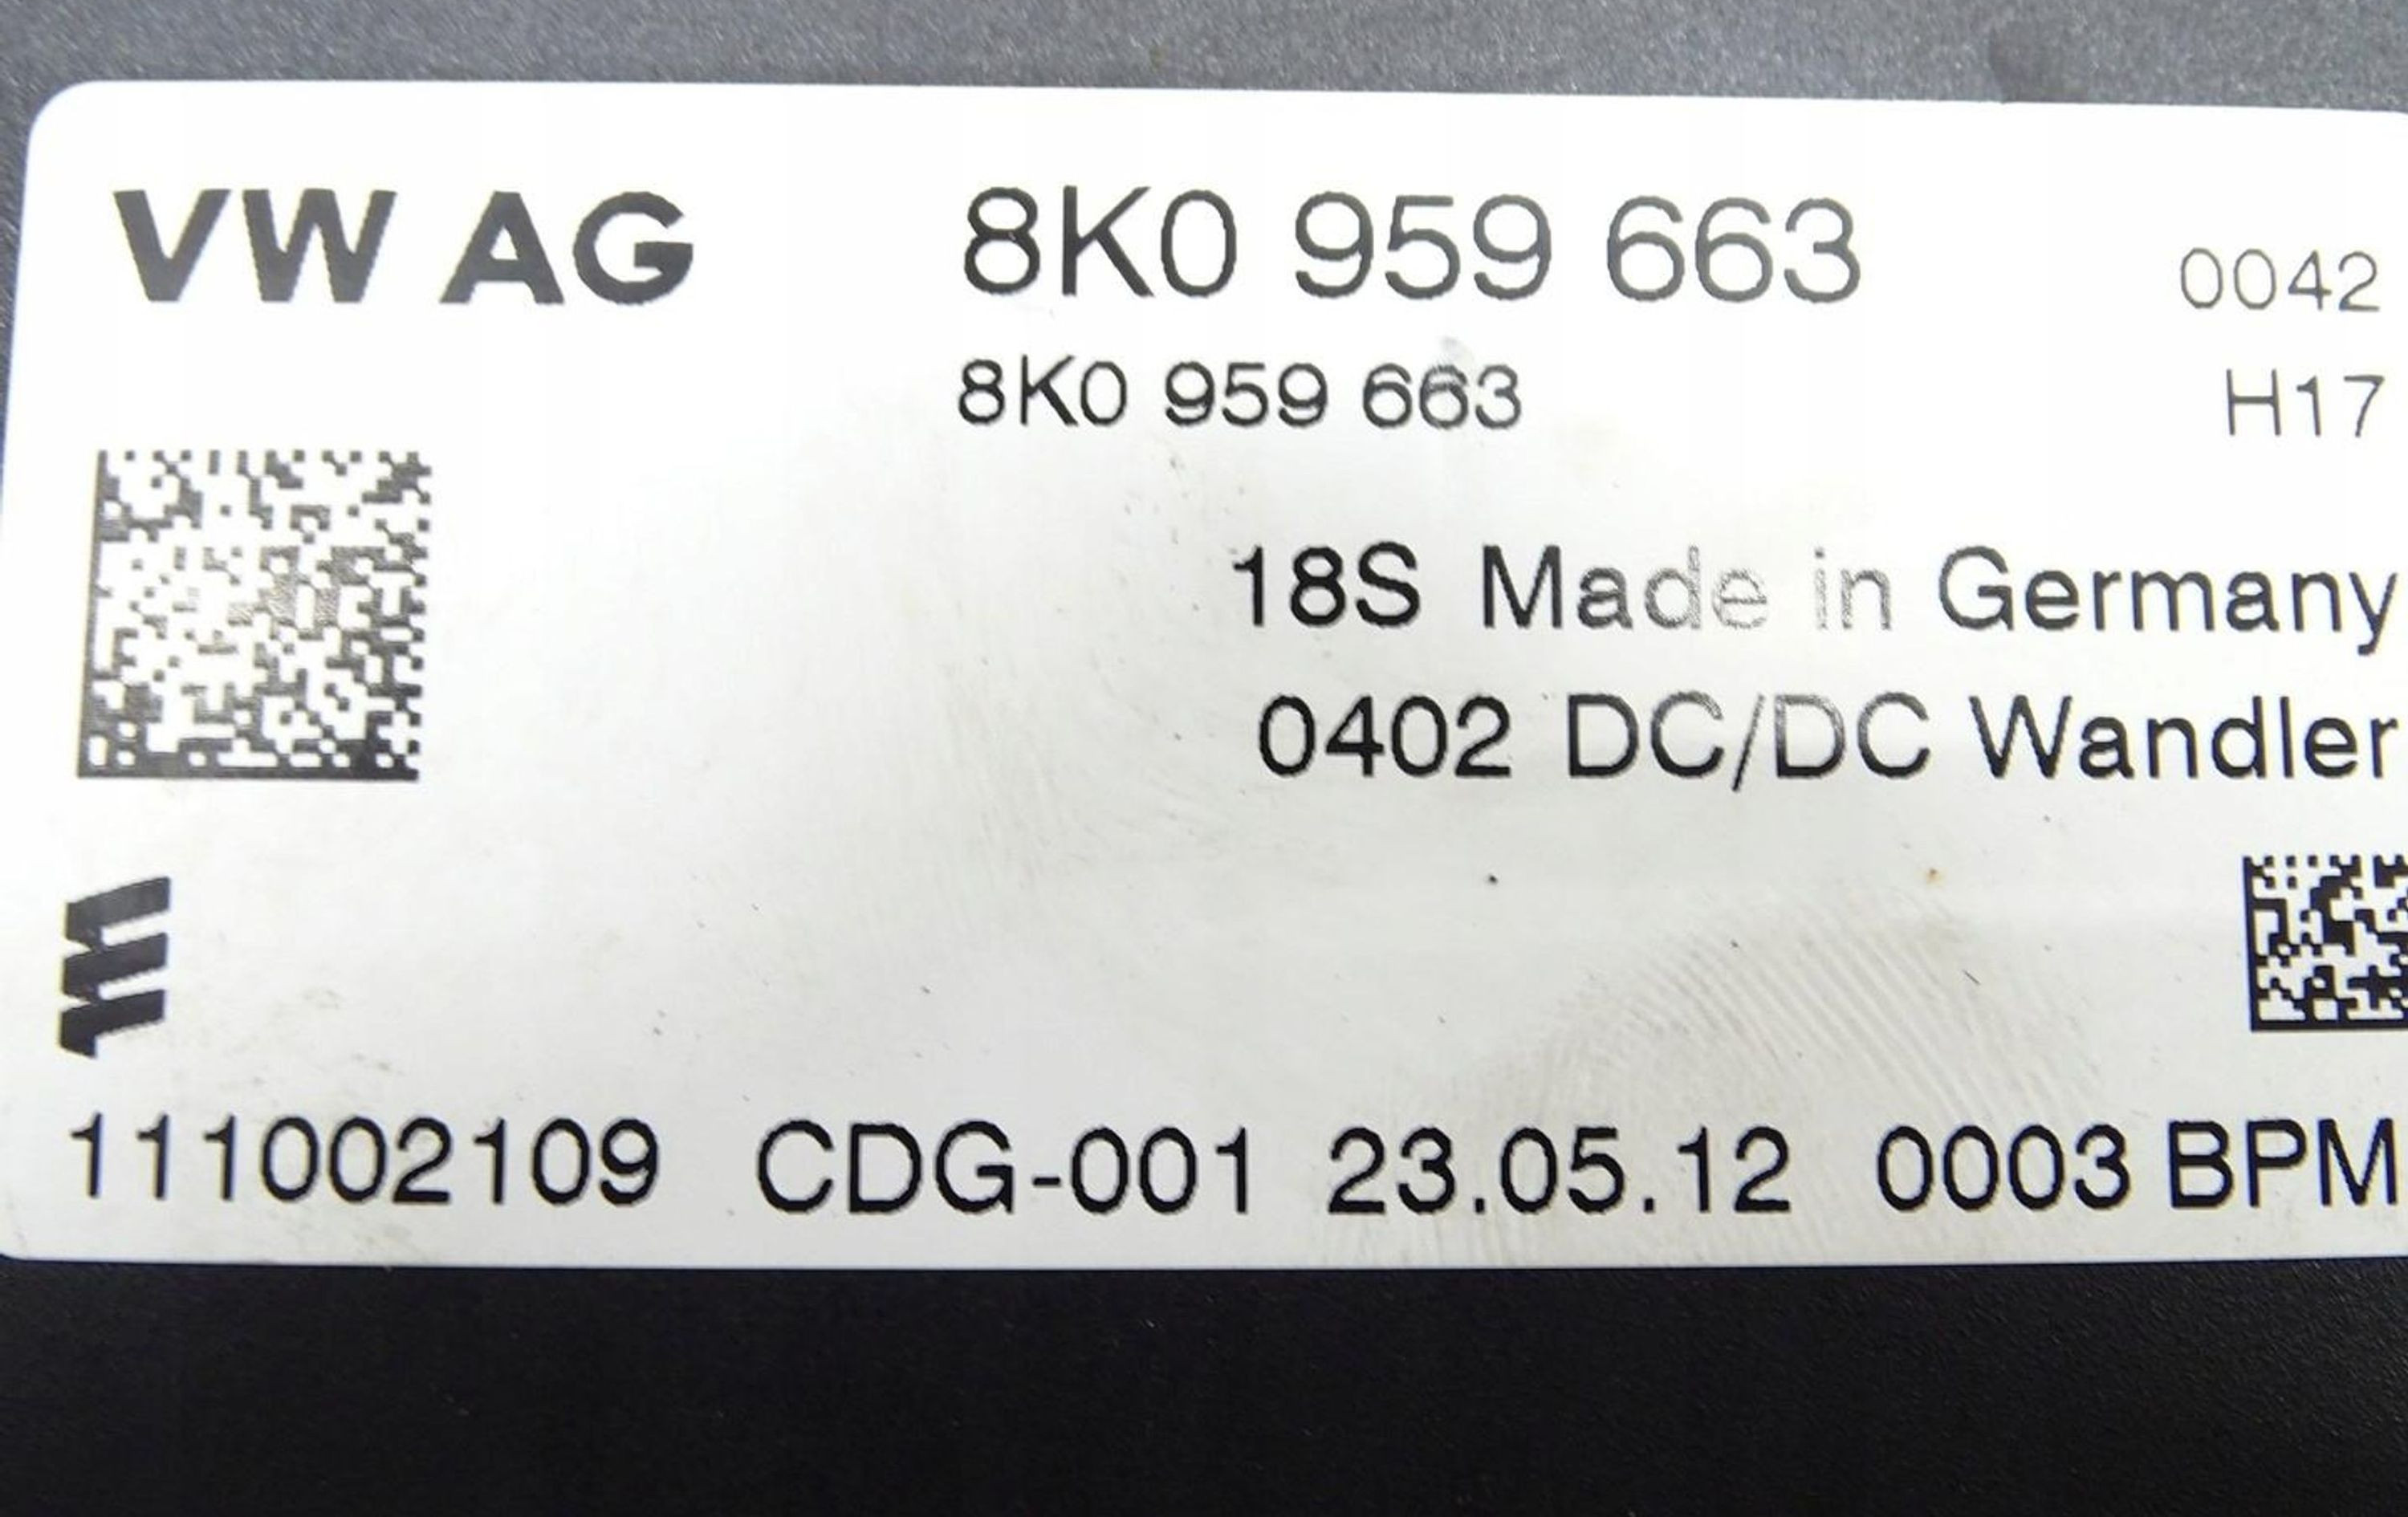 VW AG 8K0 959 663 0042
8K0 959 663 H17
18S Made in Germany
0402 DC/DC Wandler
111002109 CDG-001 23.05.12 0003 BPM